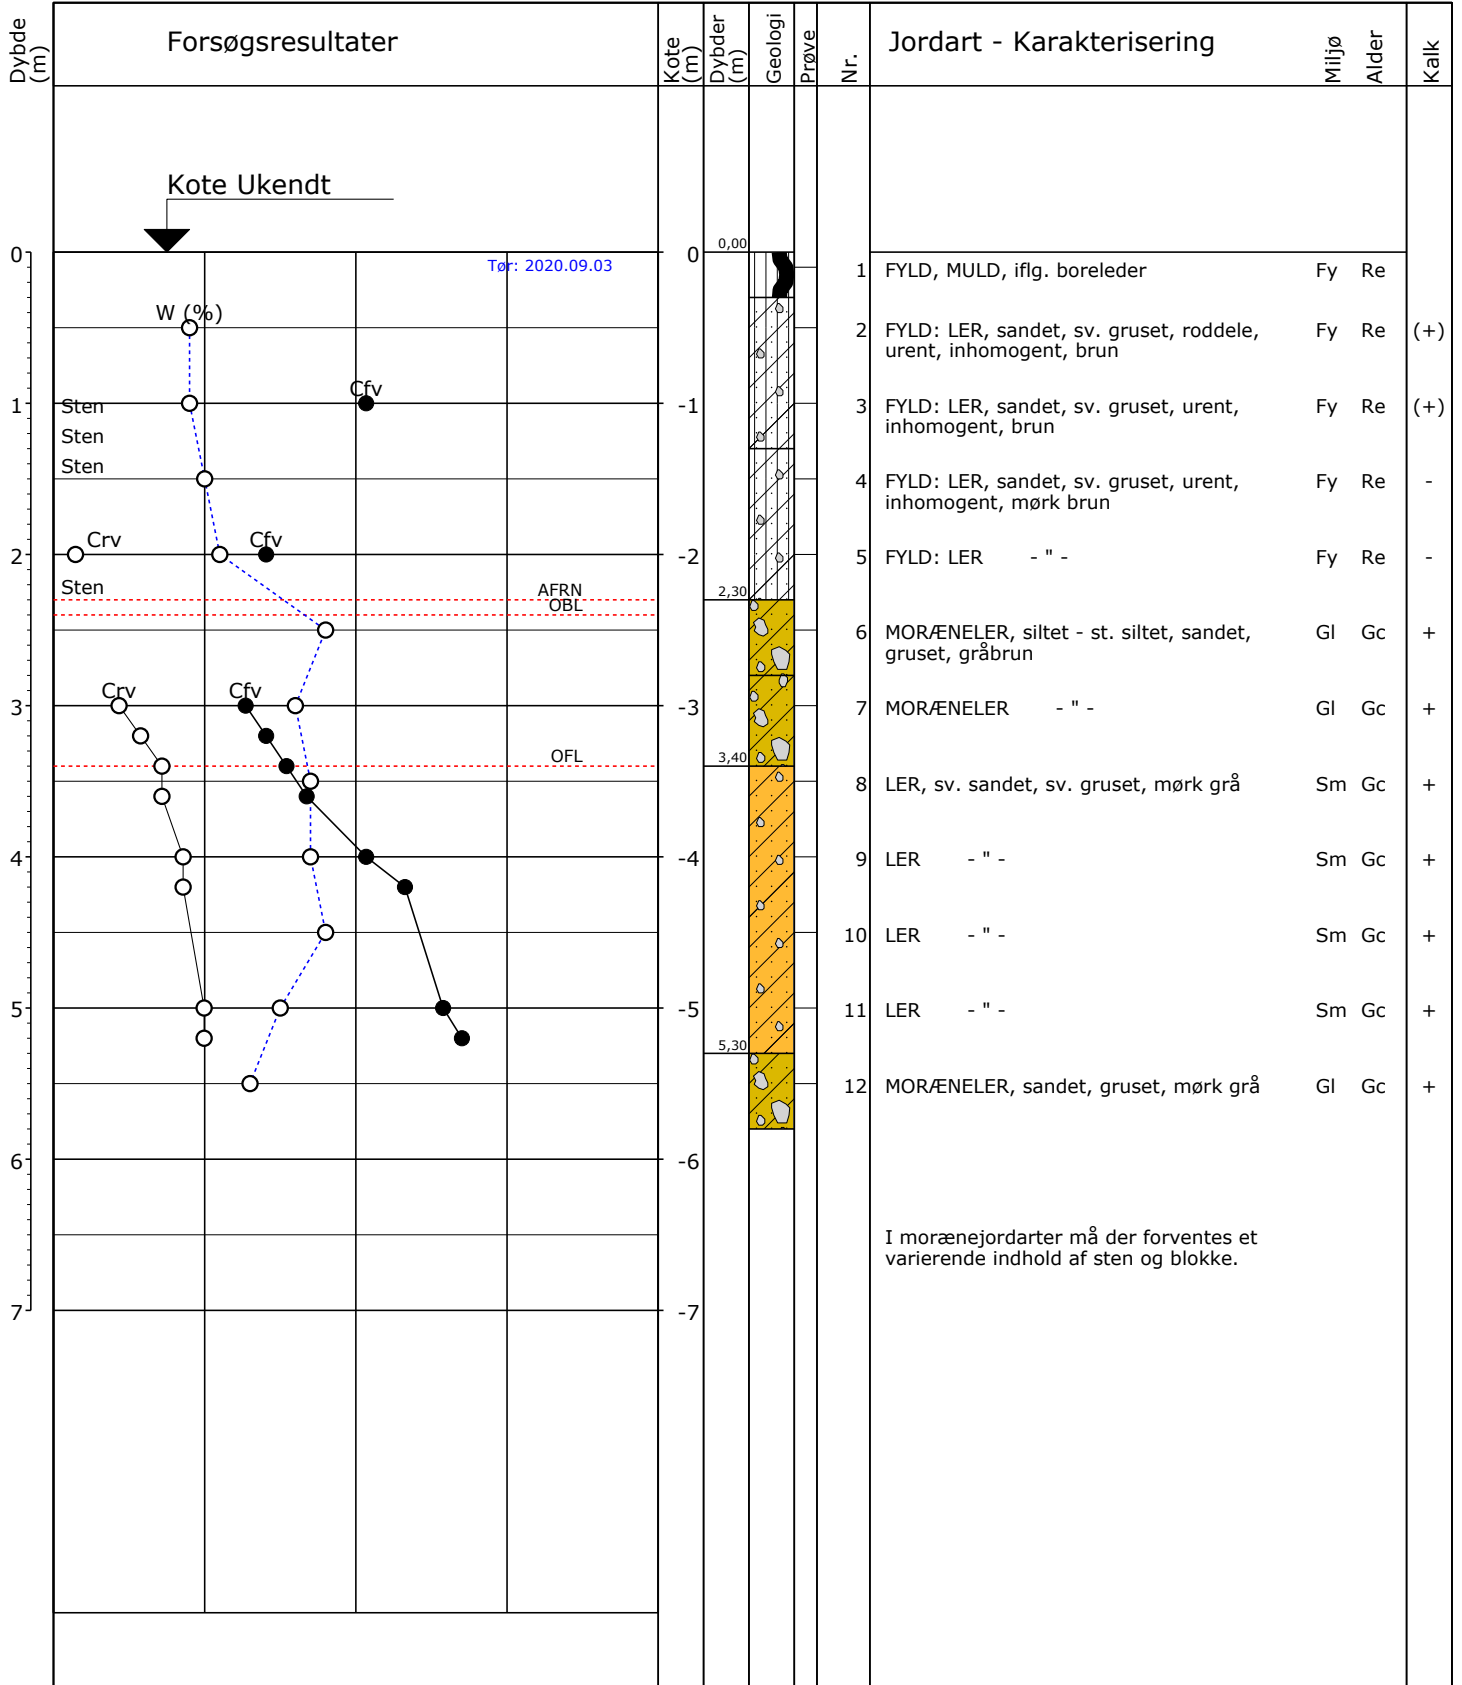 Dybde
(m)
Forsøgsresultater
Kote
(m)
Dybder
(m)
Geologi
Prøve
Nr.
Jordart - Karakterisering
Miljø
Alder
Kalk
Kote Ukendt
0
Tør: 2020.09.03
0
0,00
1 FYLD, MULD, iflg. boreleder Fy Re
W (%)
2 FYLD: LER, sandet, sv. gruset, roddele, Fy Re (+)
urent, inhomogent, brun
Cfv
1 Sten -1
3 FYLD: LER, sandet, sv. gruset, urent, Fy Re (+)
inhomogent, brun
Sten
Sten
4 FYLD: LER, sandet, sv. gruset, urent, Fy Re -
inhomogent, mørk brun
Crv Cfv
2 -2
5 FYLD: LER - " - Fy Re -
Sten
AFRN
2,30
OBL
6 MORÆNELER, siltet - st. siltet, sandet, Gl Gc +
gruset, gråbrun
Crv Cfv
3 -3
7 MORÆNELER - " - Gl Gc +
OFL
3,40
8 LER, sv. sandet, sv. gruset, mørk grå Sm Gc +
4 -4
9 LER - " - Sm Gc +
10 LER - " - Sm Gc +
5 -5
11 LER - " - Sm Gc +
5,30
12 MORÆNELER, sandet, gruset, mørk grå Gl Gc +
6 -6
I morænejordarter må der forventes et
varierende indhold af sten og blokke.
7 -7